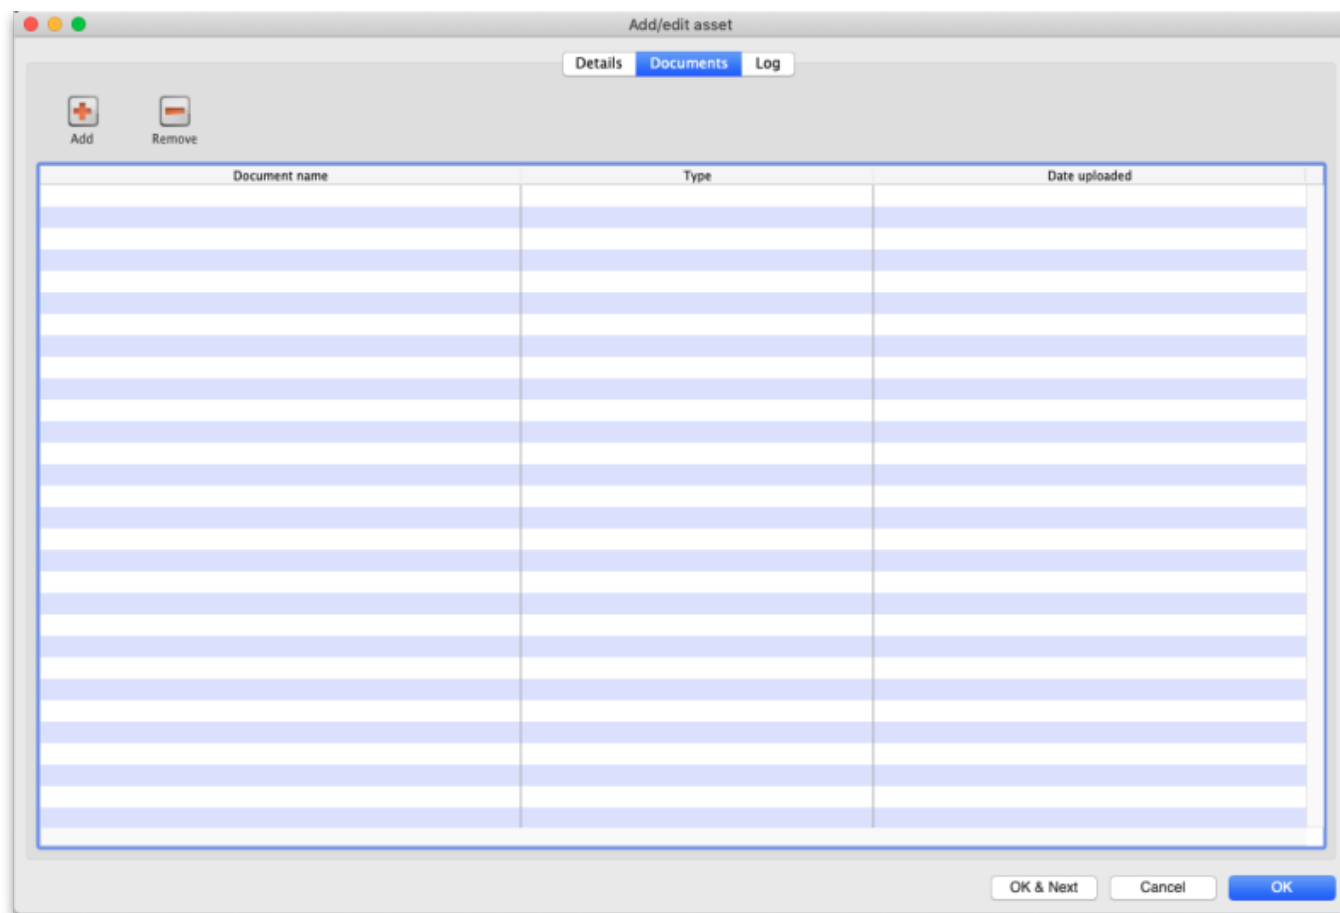 Add/edit asset
Details Documents Log
Add Remove
Document name Type Date uploaded
OK & Next Cancel OK